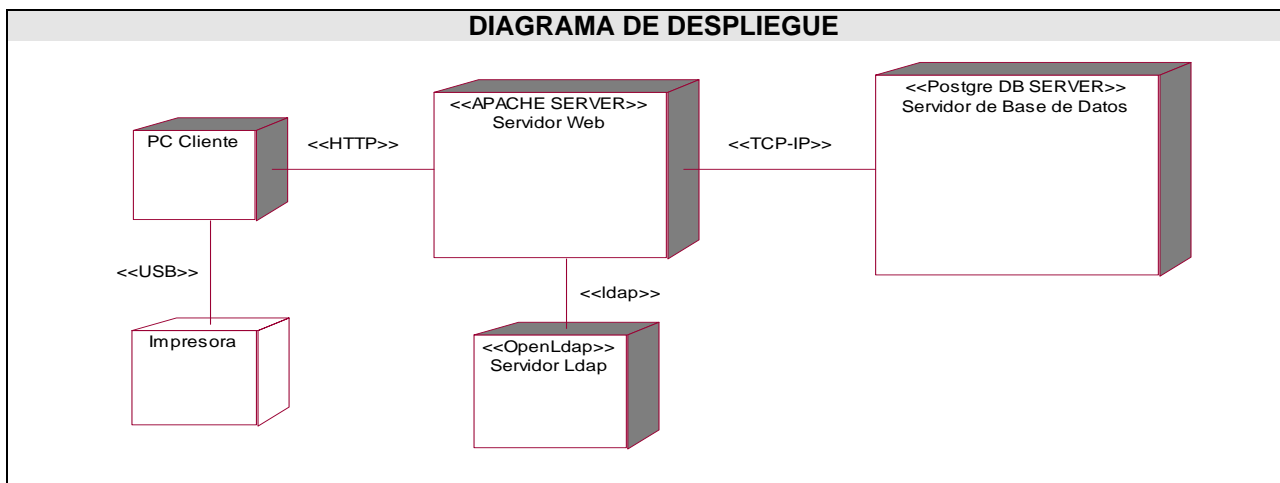 DIAGRAMA DE DESPLIEGUE
<<APACHE SERVER>>
Servidor Web
<<Postgre DB SERVER>>
Servidor de Base de Datos
PC Cliente
<<HTTP>>
<<TCP-IP>>
<<USB>>
<<ldap>>
Impresora
<<OpenLdap>>
Servidor Ldap